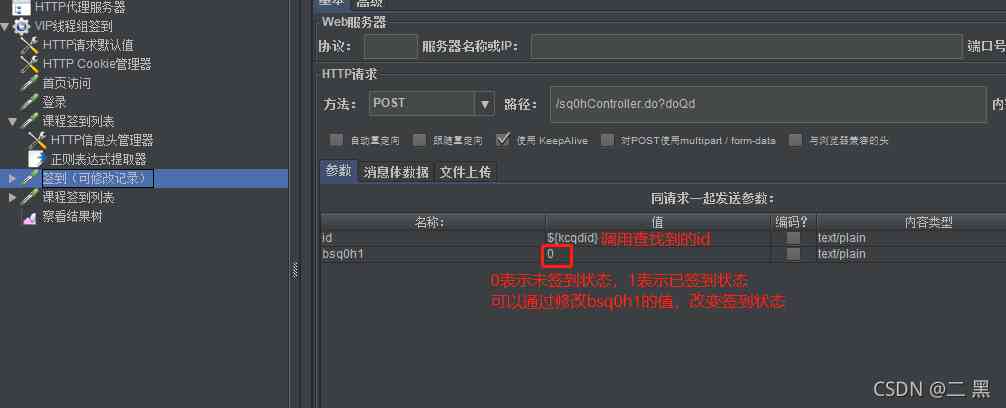 HTTP代理服务器
VIP线程组签到
HTTP请求默认值
HTTP Cookie管理器
首页访问
登录
课程签到列表
HTTP信息头管理器
正则表达式提取器
签到（可修改记录）
课程签到列表
察看结果树
基本 高级
Web服务器
协议： 服务器名称或IP： 端口号
HTTP请求
方法： POST 路径： /sq0hController.do?doQd 内
自动重定向 跟随重定向 使用 KeepAlive 对POST使用multipart / form-data 与浏览器兼容的头
参数 消息体数据 文件上传
同请求一起发送参数：
名称： 值 编码? 内容类型
id ${kcqdid} 调用查找到的id text/plain
bsq0h1 0 text/plain
0表示未签到状态，1表示已签到状态
可以通过修改bsq0h1的值，改变签到状态
CSDN @二 黑